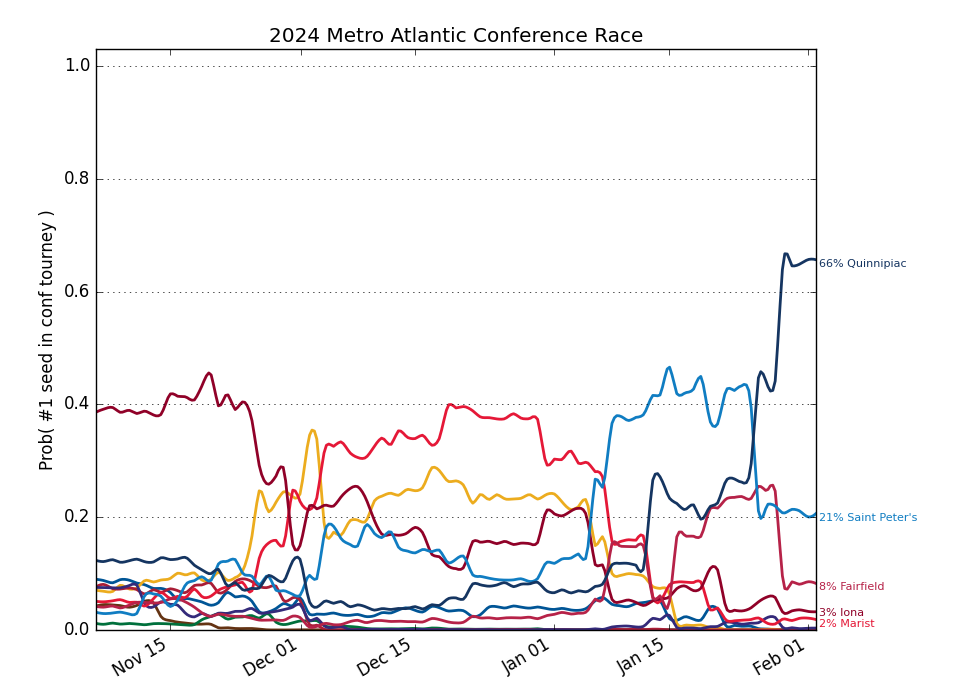 2024 Metro Atlantic Conference Race
Prob( #1 seed in conf tourney )
1.0
0.8
0.6
0.4
0.2
0.0
Nov 15
Dec 01
Dec 15
Jan 01
Jan 15
Feb 01
66% Quinnipiac
21% Saint Peter's
8% Fairfield
3% Iona
2% Marist